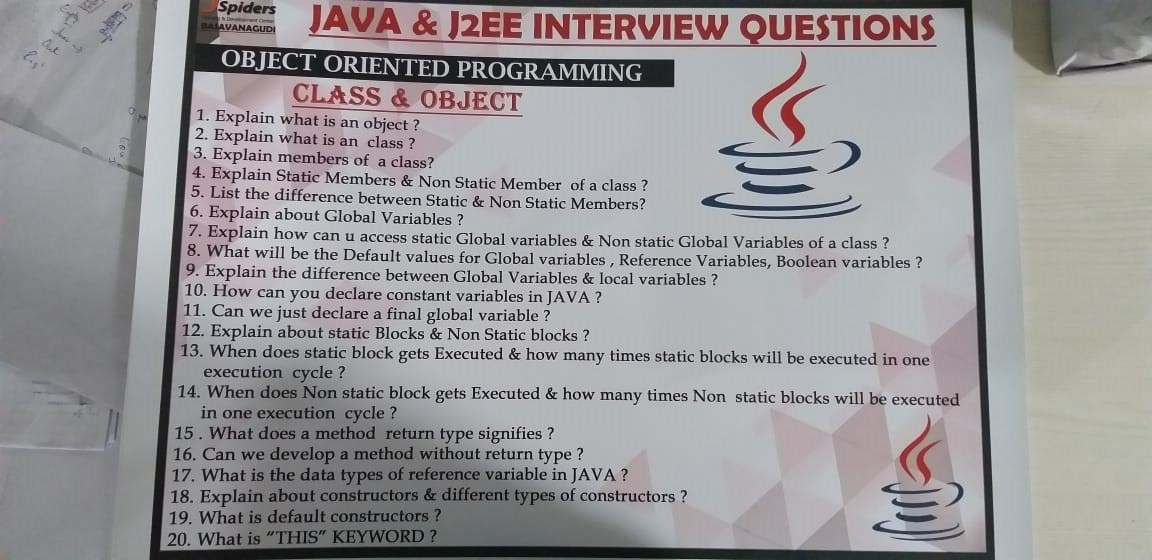 JSpiders
Training & Development Center
BASAVANAGUDI
JAVA & J2EE INTERVIEW QUESTIONS
OBJECT ORIENTED PROGRAMMING
CLASS & OBJECT
1. Explain what is an object ?
2. Explain what is an class ?
3. Explain members of a class?
4. Explain Static Members & Non Static Member of a class ?
5. List the difference between Static & Non Static Members?
6. Explain about Global Variables ?
7. Explain how can u access static Global variables & Non static Global Variables of a class ?
8. What will be the Default values for Global variables , Reference Variables, Boolean variables ?
9. Explain the difference between Global Variables & local variables ?
10. How can you declare constant variables in JAVA ?
11. Can we just declare a final global variable ?
12. Explain about static Blocks & Non Static blocks ?
13. When does static block gets Executed & how many times static blocks will be executed in one
execution cycle ?
14. When does Non static block gets Executed & how many times Non static blocks will be executed
in one execution cycle ?
15 . What does a method return type signifies ?
16. Can we develop a method without return type ?
17. What is the data types of reference variable in JAVA ?
18. Explain about constructors & different types of constructors ?
19. What is default constructors ?
20. What is “THIS” KEYWORD ?